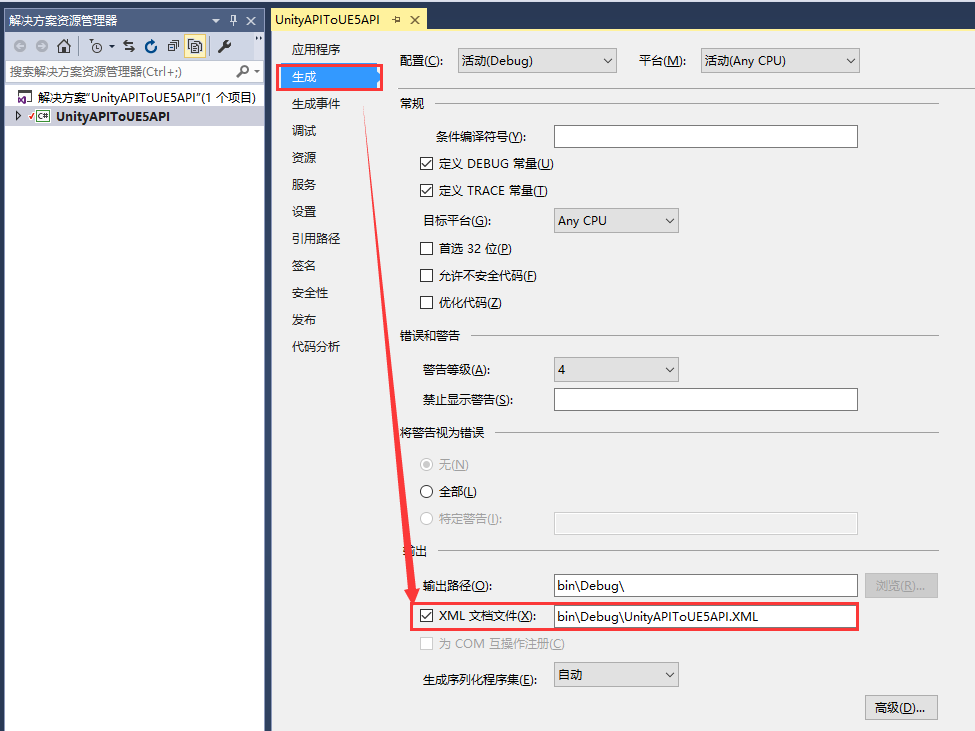 解决方案资源管理器
搜索解决方案资源管理器(Ctrl+;)
解决方案"UnityAPIToUE5API"(1 个项目)
C# UnityAPIToUE5API
UnityAPIToUE5API
应用程序
生成
生成事件
调试
资源
服务
设置
引用路径
签名
安全性
发布
代码分析
配置(C): 活动(Debug) 平台(M): 活动(Any CPU)
常规
条件编译符号(Y):
定义 DEBUG 常量(U)
定义 TRACE 常量(T)
目标平台(G): Any CPU
首选 32 位(P)
允许不安全代码(F)
优化代码(Z)
错误和警告
警告等级(A): 4
禁止显示警告(S):
将警告视为错误
无(N)
全部(L)
特定警告(I):
输出
输出路径(O): bin\Debug\ 浏览(R)...
XML 文档文件(X): bin\Debug\UnityAPIToUE5API.XML
为 COM 互操作注册(C)
生成序列化程序集(E): 自动
高级(D)...